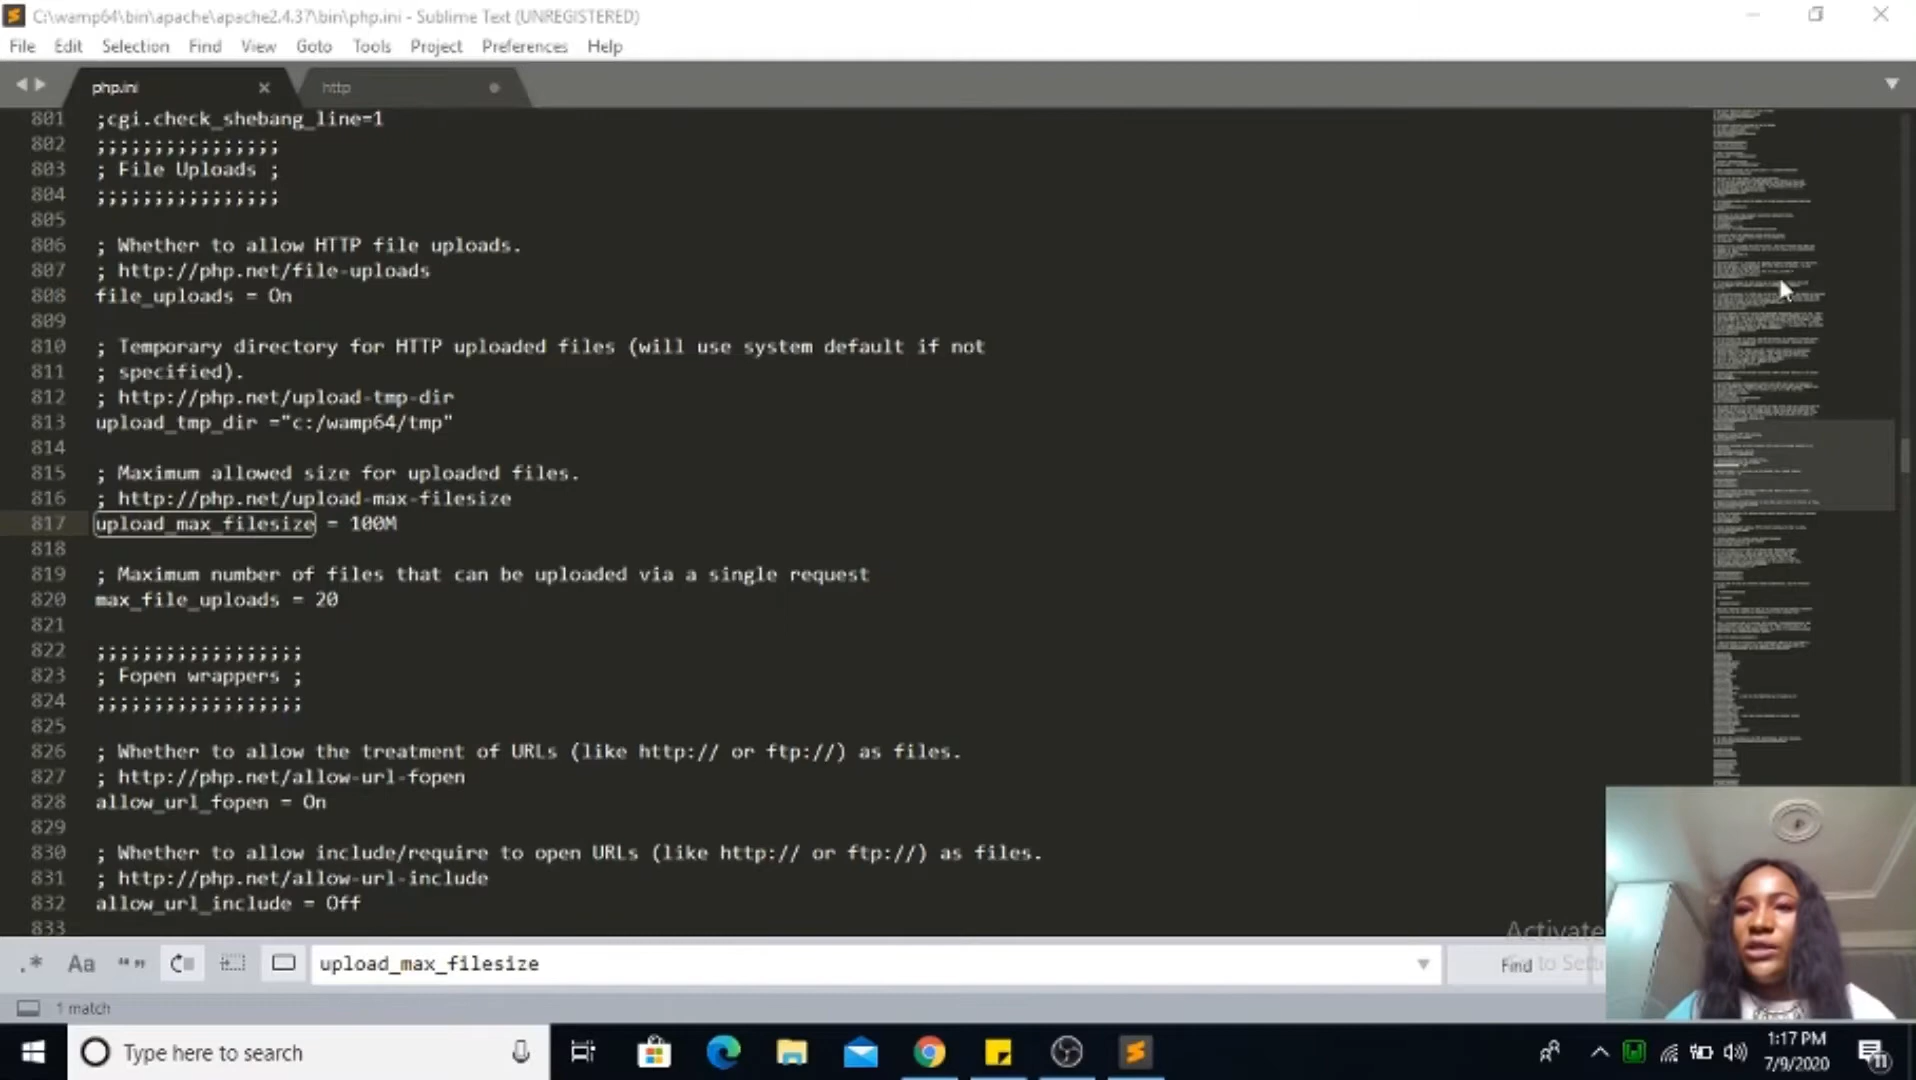 C:\wamp64\bin\apache\apache2.4.37\bin\php.ini - Sublime Text (UNREGISTERED)
File Edit Selection Find View Goto Tools Project Preferences Help
php.ini http
801 ;cgi.check_shebang_line=1
802 ;;;;;;;;;;;;;;;;
803 ; File Uploads ;
804 ;;;;;;;;;;;;;;;;
805
806 ; Whether to allow HTTP file uploads.
807 ; http://php.net/file-uploads
808 file_uploads = On
809
810 ; Temporary directory for HTTP uploaded files (will use system default if not
811 ; specified).
812 ; http://php.net/upload-tmp-dir
813 upload_tmp_dir ="c:/wamp64/tmp"
814
815 ; Maximum allowed size for uploaded files.
816 ; http://php.net/upload-max-filesize
817 upload_max_filesize = 100M
818
819 ; Maximum number of files that can be uploaded via a single request
820 max_file_uploads = 20
821
822 ;;;;;;;;;;;;;;;;;;
823 ; Fopen wrappers ;
824 ;;;;;;;;;;;;;;;;;;
825
826 ; Whether to allow the treatment of URLs (like http:// or ftp://) as files.
827 ; http://php.net/allow-url-fopen
828 allow_url_fopen = On
829
830 ; Whether to allow include/require to open URLs (like http:// or ftp://) as files.
831 ; http://php.net/allow-url-include
832 allow_url_include = Off
833
Activate
.* Aa “” upload_max_filesize Find to
1 match
Type here to search
1:17 PM
7/9/2020
11